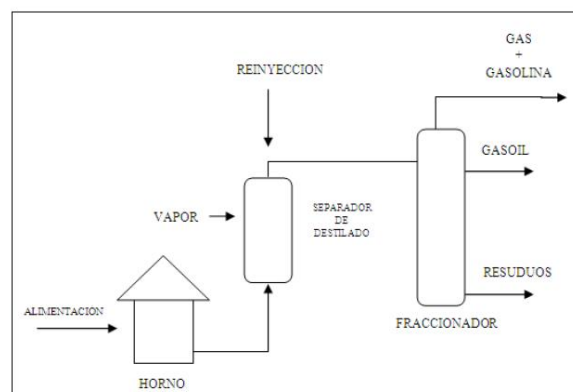 GAS
+
GASOLINA
REINYECCION
GASOIL
VAPOR
SEPARADOR
DE
DESTILADO
RESUDUOS
ALIMENTACION
FRACCIONADOR
HORNO